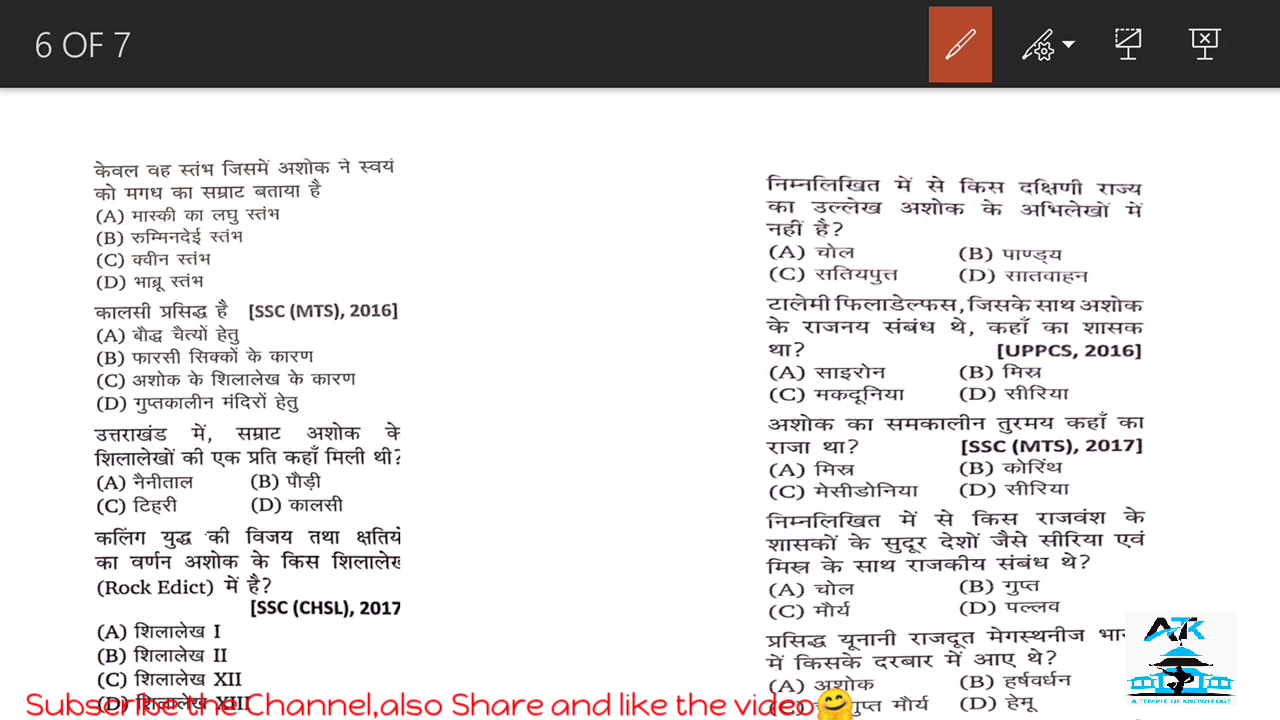 6 OF 7
केवल वह स्तंभ जिसमें अशोक ने स्वयं
को मगध का सम्राट बताया है
(A) मास्की का लघु स्तंभ
(B) रुम्मिनदेई स्तंभ
(C) क्वीन स्तंभ
(D) भाब्रू स्तंभ
कालसी प्रसिद्ध है [SSC (MTS), 2016]
(A) बौद्ध चैत्यों हेतु
(B) फारसी सिक्कों के कारण
(C) अशोक के शिलालेख के कारण
(D) गुप्तकालीन मंदिरों हेतु
उत्तराखंड में, सम्राट अशोक के
शिलालेखों की एक प्रति कहाँ मिली थी?
(A) नैनीताल (B) पौड़ी
(C) टिहरी (D) कालसी
कलिंग युद्ध की विजय तथा क्षतियों
का वर्णन अशोक के किस शिलालेख
(Rock Edict) में है?
[SSC (CHSL), 2017
(A) शिलालेख I
(B) शिलालेख II
(C) शिलालेख XII
(D) शिलालेख XIII
निम्नलिखित में से किस दक्षिणी राज्य
का उल्लेख अशोक के अभिलेखों में
नहीं है?
(A) चोल (B) पाण्ड्य
(C) सतियपुत्त (D) सातवाहन
टालेमी फिलाडेल्फस, जिसके साथ अशोक
के राजनय संबंध थे, कहाँ का शासक
था? [UPPCS, 2016]
(A) साइरोन (B) मिस्र
(C) मकदूनिया (D) सीरिया
अशोक का समकालीन तुरमय कहाँ का
राजा था? [SSC (MTS), 2017]
(A) मिस्र (B) कोरिंथ
(C) मेसीडोनिया (D) सीरिया
निम्नलिखित में से किस राजवंश के
शासकों के सुदूर देशों जैसे सीरिया एवं
मिस्र के साथ राजकीय संबंध थे?
(A) चोल (B) गुप्त
(C) मौर्य (D) पल्लव
प्रसिद्ध यूनानी राजदूत मेगस्थनीज
में किसके दरबार में आए थे?
(A) अशोक (B) हर्षवर्धन
गुप्त मौर्य (D) हेमू
Subscribe the Channel,also Share and like the video
ATK
A TEMPLE OF KNOWLEDGE